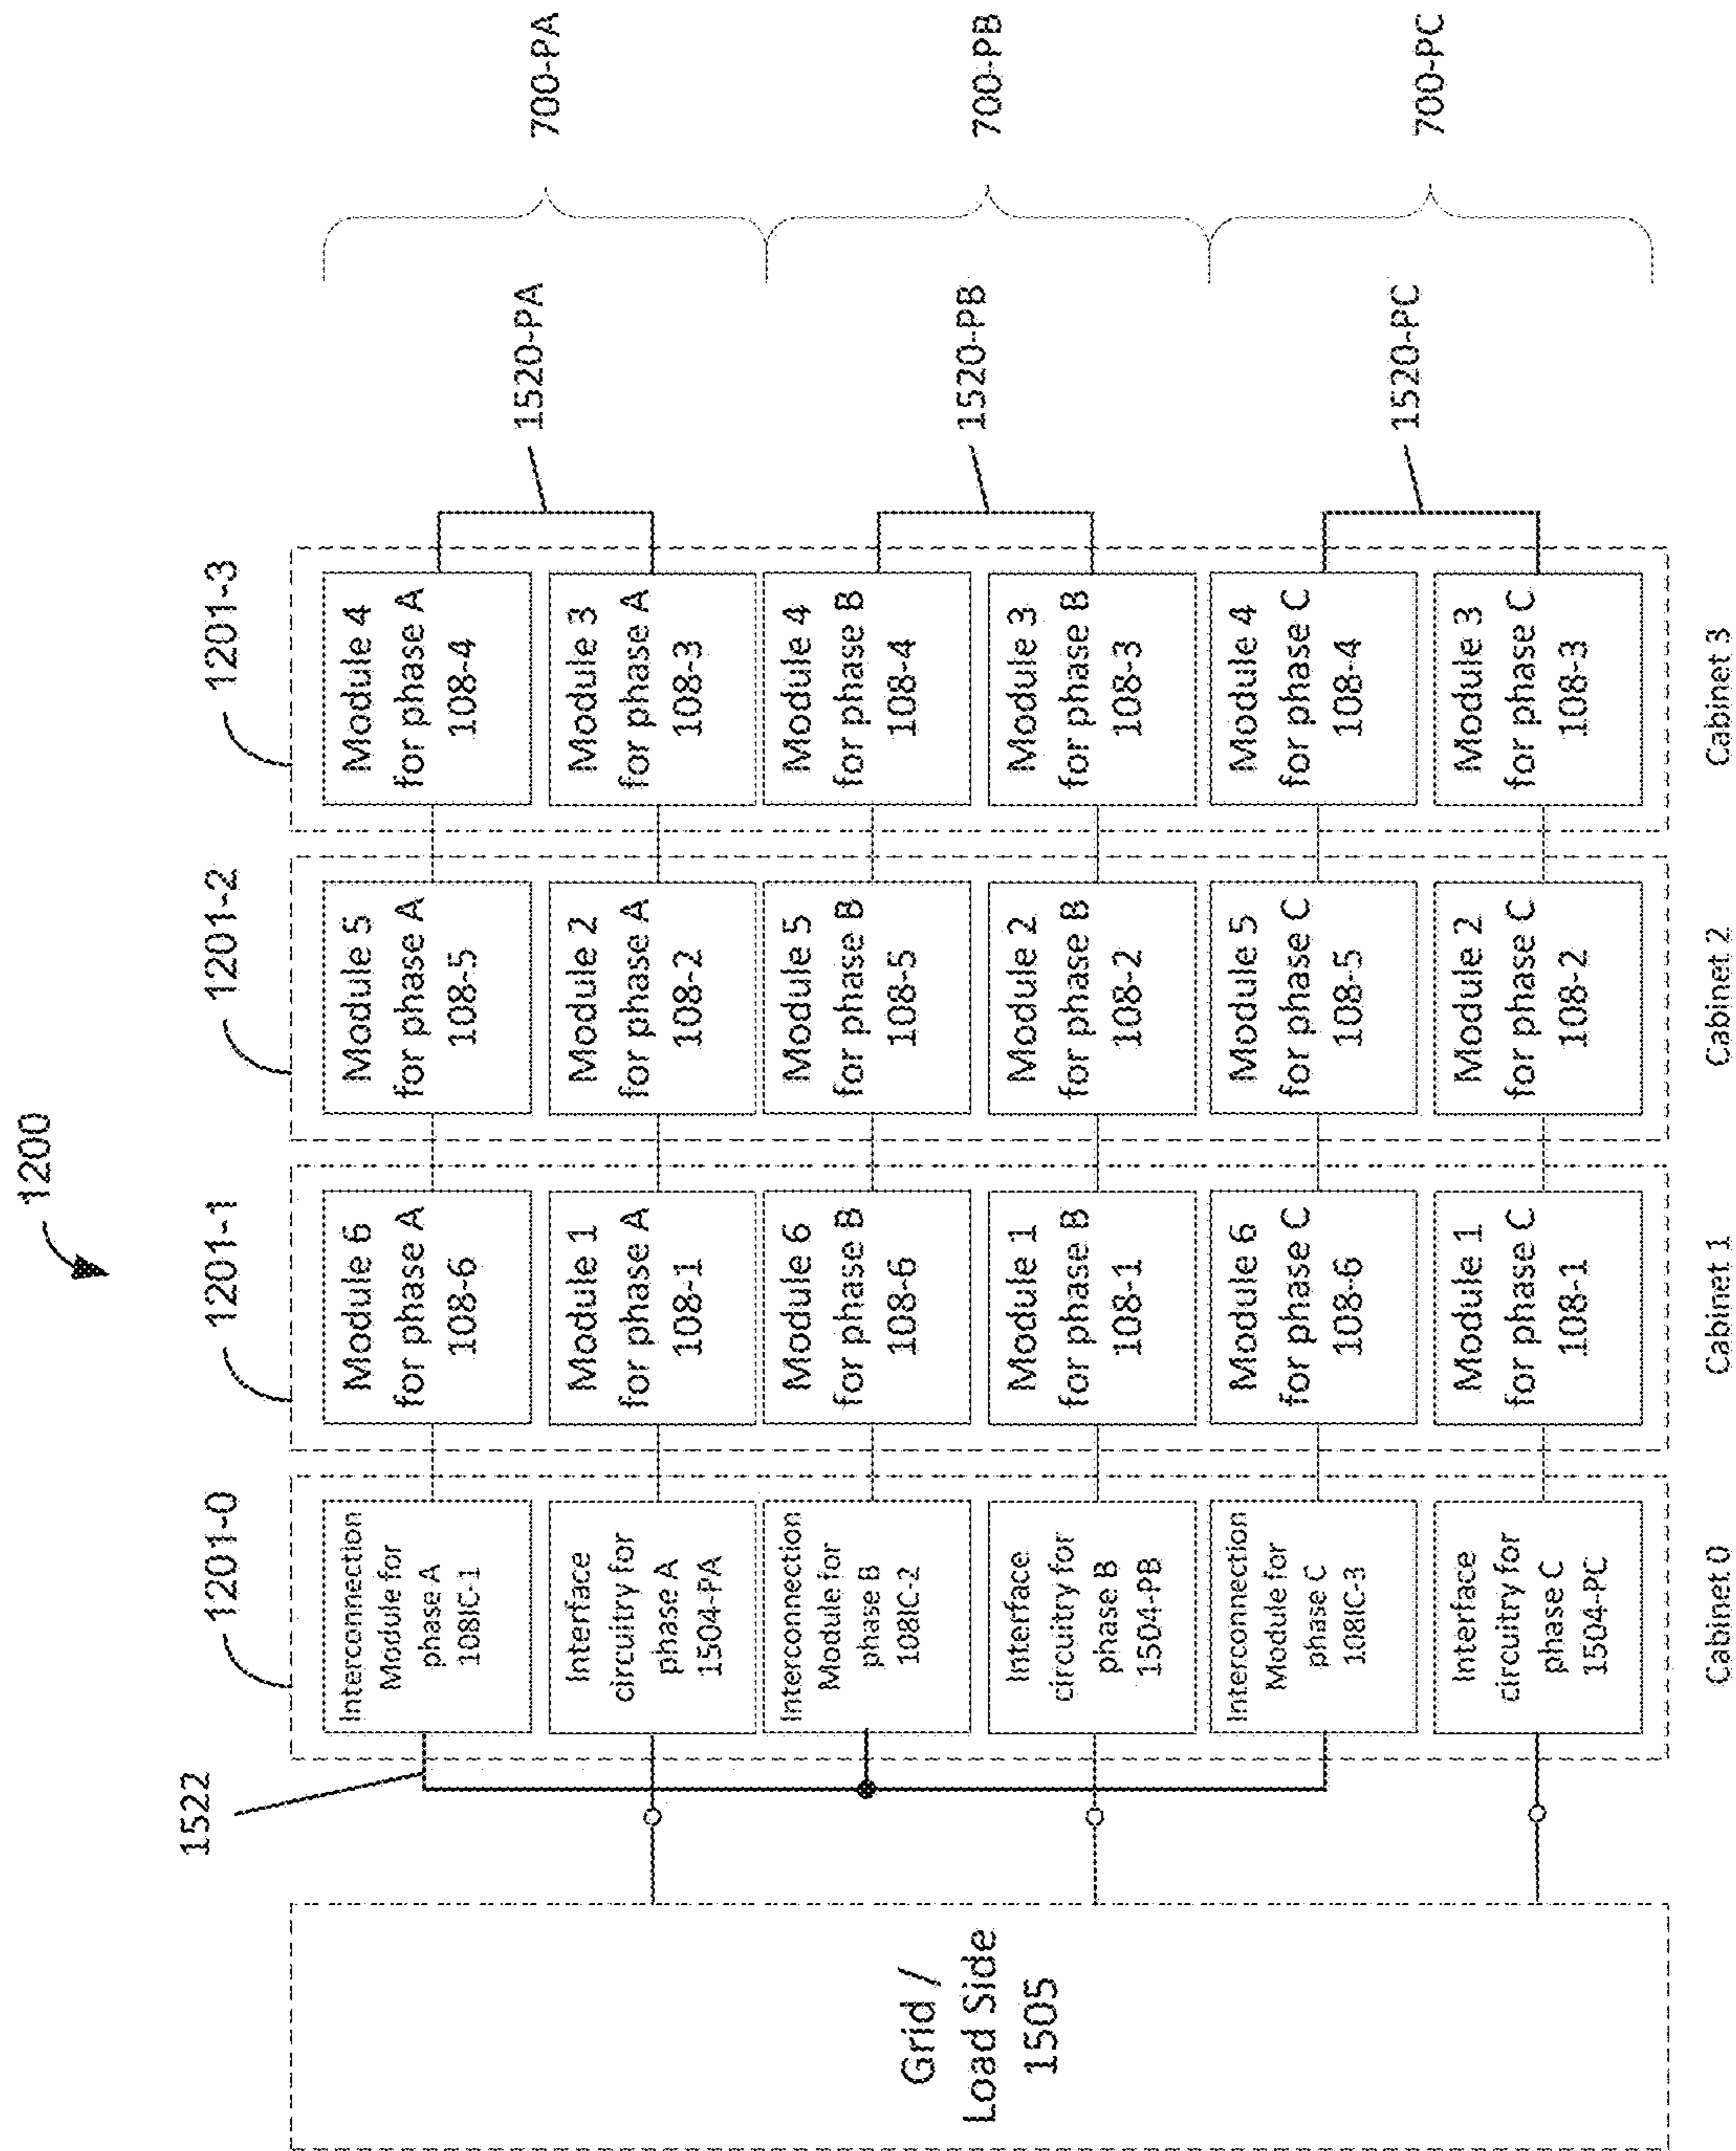 1200
1201-0
1201-1
1201-2
1201-3
1522
Grid /
Load Side
1505
Interconnection
Module for
phase A
108IC-1
Module 6
for phase A
108-6
Module 5
for phase A
108-5
Module 4
for phase A
108-4
Interface
circuitry for
phase A
1504-PA
Module 1
for phase A
108-1
Module 2
for phase A
108-2
Module 3
for phase A
108-3
1520-PA
700-PA
Interconnection
Module for
phase B
108IC-2
Module 6
for phase B
108-6
Module 5
for phase B
108-5
Module 4
for phase B
108-4
Interface
circuitry for
phase B
1504-PB
Module 1
for phase B
108-1
Module 2
for phase B
108-2
Module 3
for phase B
108-3
1520-PB
700-PB
Interconnection
Module for
phase C
108IC-3
Module 6
for phase C
108-6
Module 5
for phase C
108-5
Module 4
for phase C
108-4
Interface
circuitry for
phase C
1504-PC
Module 1
for phase C
108-1
Module 2
for phase C
108-2
Module 3
for phase C
108-3
1520-PC
700-PC
Cabinet 0
Cabinet 1
Cabinet 2
Cabinet 3